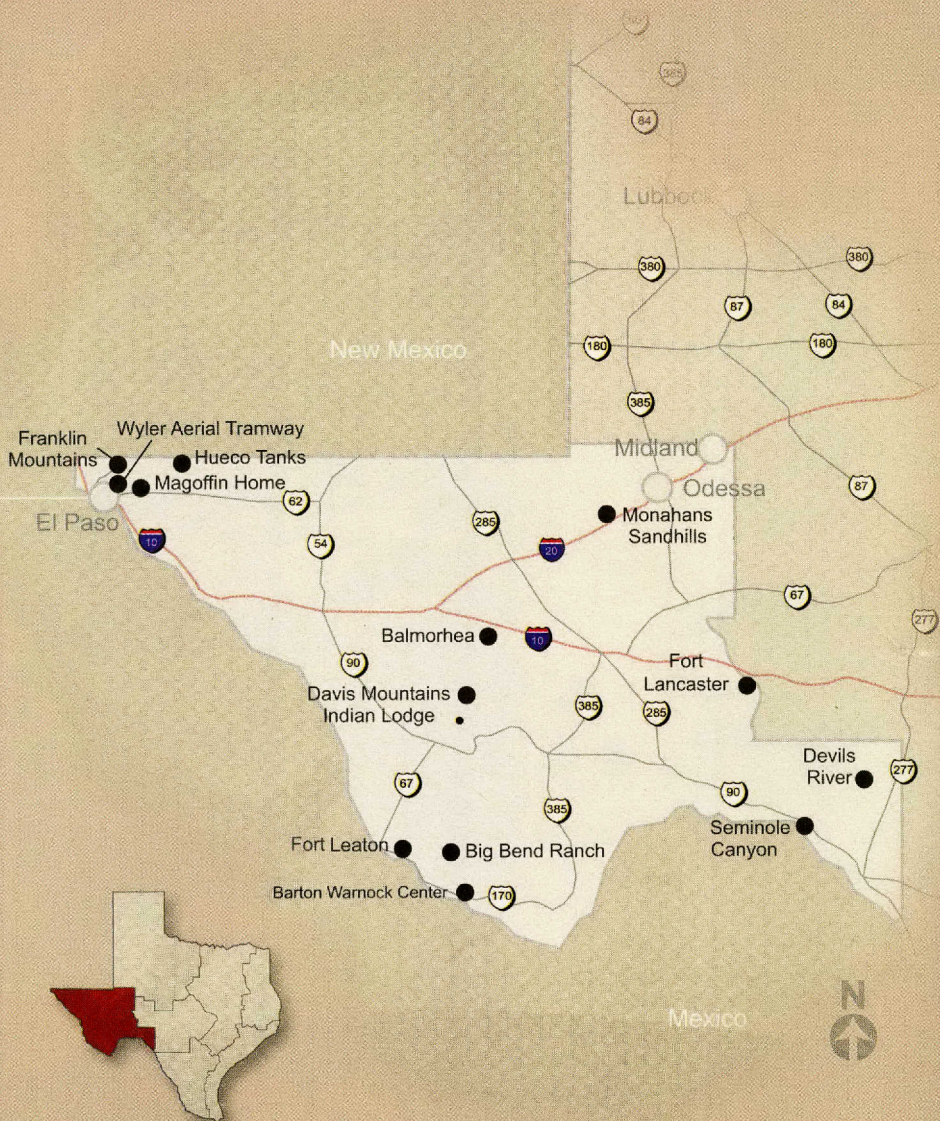 385
84
Lubbock
380
380
87
84
New Mexico
180
180
385
Wyler Aerial Tramway
Franklin
Mountains
Hueco Tanks
Magoffin Home
El Paso
Midland
Odessa
Monahans
Sandhills
62
285
87
54
10
20
67
277
Balmorhea
10
90
Fort
Lancaster
Davis Mountains
Indian Lodge
385
285
67
385
90
Devils
River
277
Seminole
Canyon
Fort Leaton
Big Bend Ranch
Barton Warnock Center
170
N
Mexico